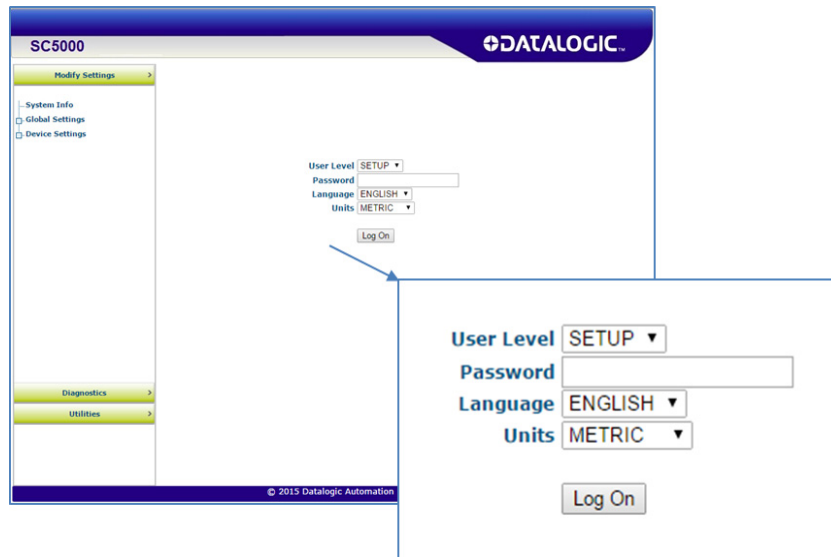 SC5000
DATALOGIC™
Modify Settings >
System Info
Global Settings
Device Settings
User Level SETUP
Password
Language ENGLISH
Units METRIC
Log On
Diagnostics >
Utilities >
© 2015 Datalogic Automation
User Level SETUP
Password
Language ENGLISH
Units METRIC
Log On